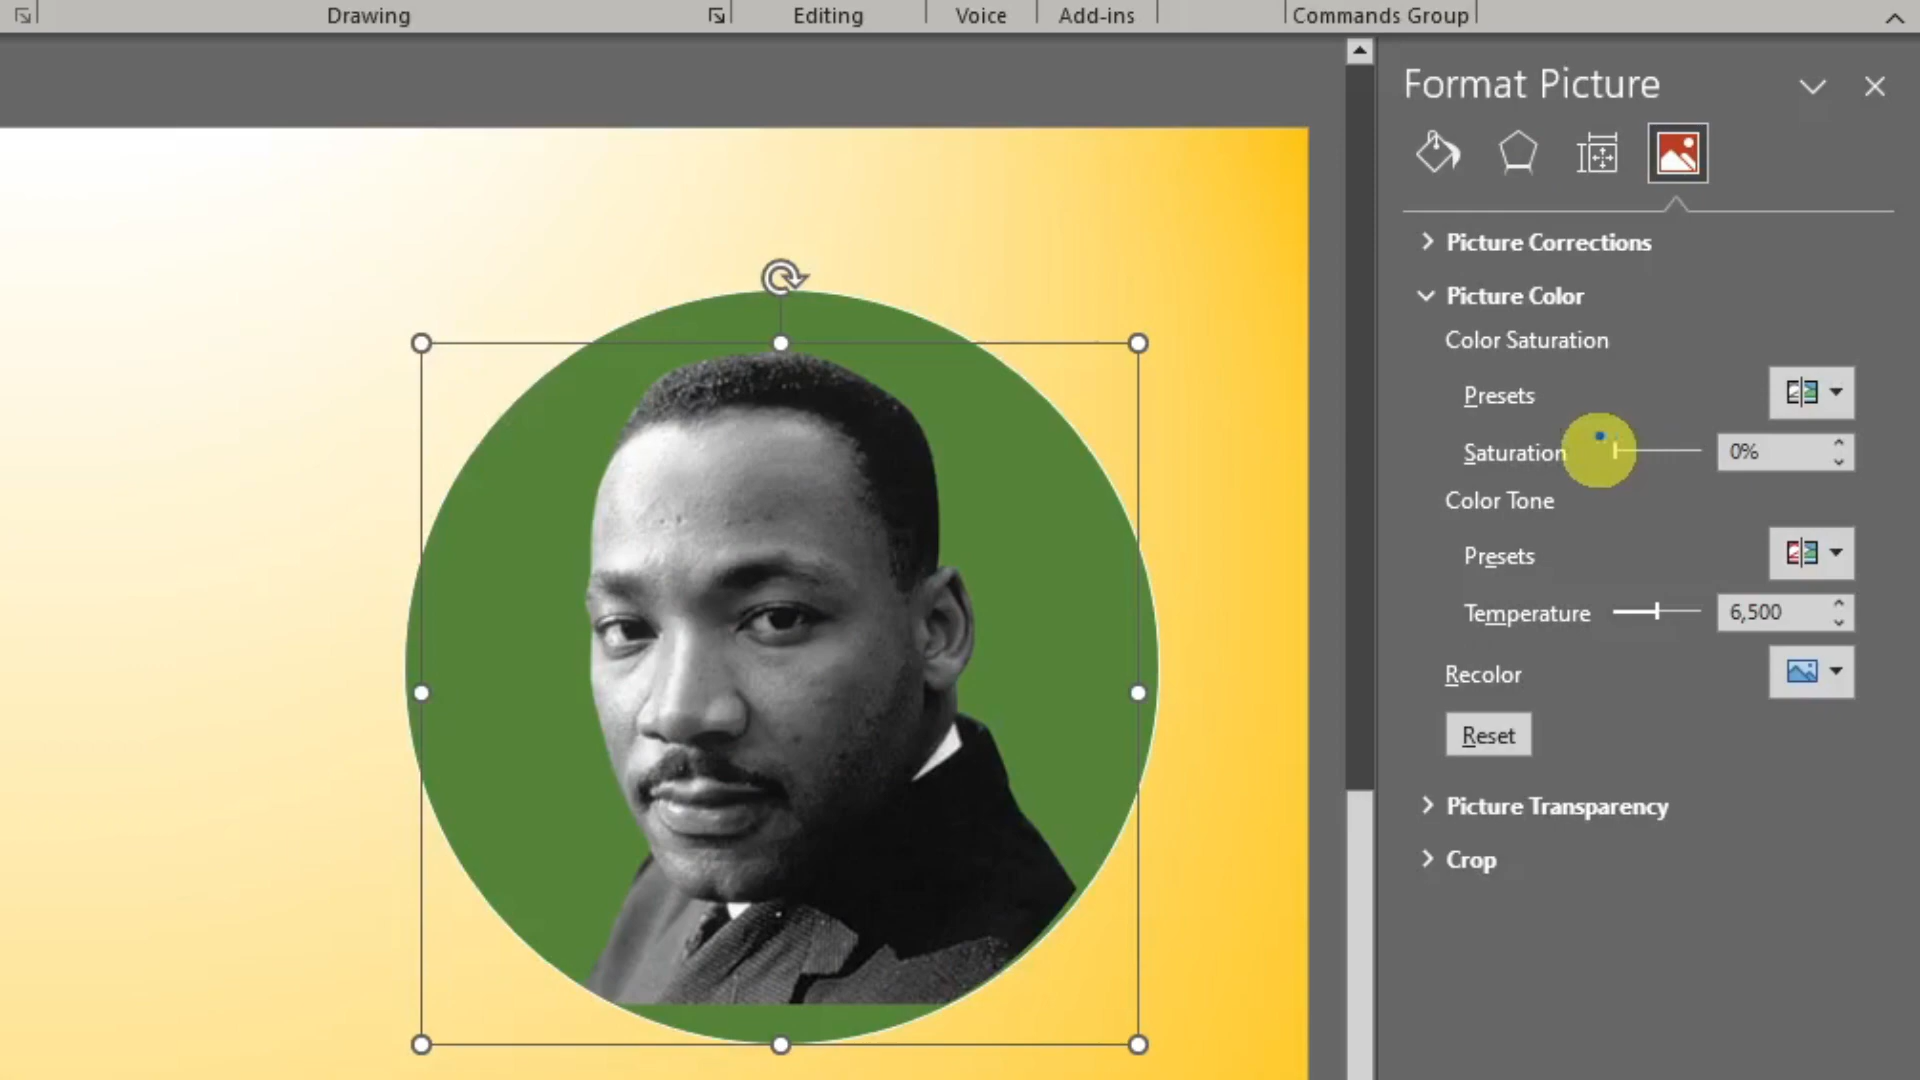 Drawing
Editing
Voice
Add-ins
Commands Group
Format Picture
Picture Corrections
Picture Color
Color Saturation
Presets
Saturation 0%
Color Tone
Presets
Temperature 6,500
Recolor
Reset
Picture Transparency
Crop